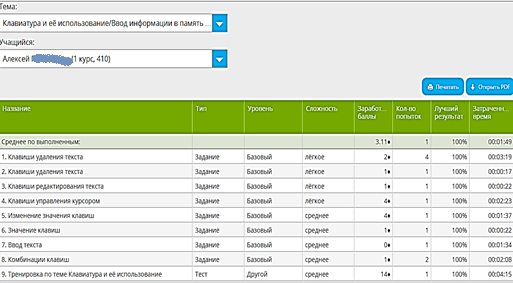 Тема:
Клавиатура и её использование/Ввод информации в память ...
Учащийся:
Алексей (1 курс, 410)
Печатать Открыть PDF
Название Тип Уровень Сложность Заработ... баллы Кол-во попыток Лучший результат Затраченн... время
Среднее по выполненным: 3.11♦ 1 100% 00:01:49
1. Клавиши удаления текста Задание Базовый лёгкое 2♦ 4 100% 00:03:19
2. Клавиши удаления текста Задание Базовый лёгкое 1♦ 1 100% 00:00:17
3. Клавиши редактирования текста Задание Базовый лёгкое 1♦ 1 100% 00:00:22
4. Клавиши управления курсором Задание Базовый лёгкое 4♦ 1 100% 00:02:23
5. Изменение значения клавиш Задание Базовый среднее 4♦ 1 100% 00:01:37
6. Значение клавиш Задание Базовый среднее 1♦ 1 100% 00:00:22
7. Ввод текста Задание Базовый среднее 0♦ 1 100% 00:01:34
8. Комбинации клавиш Задание Базовый среднее 1♦ 2 100% 00:02:08
9. Тренировка по теме Клавиатура и её использование Тест Другой среднее 14♦ 1 100% 00:04:15